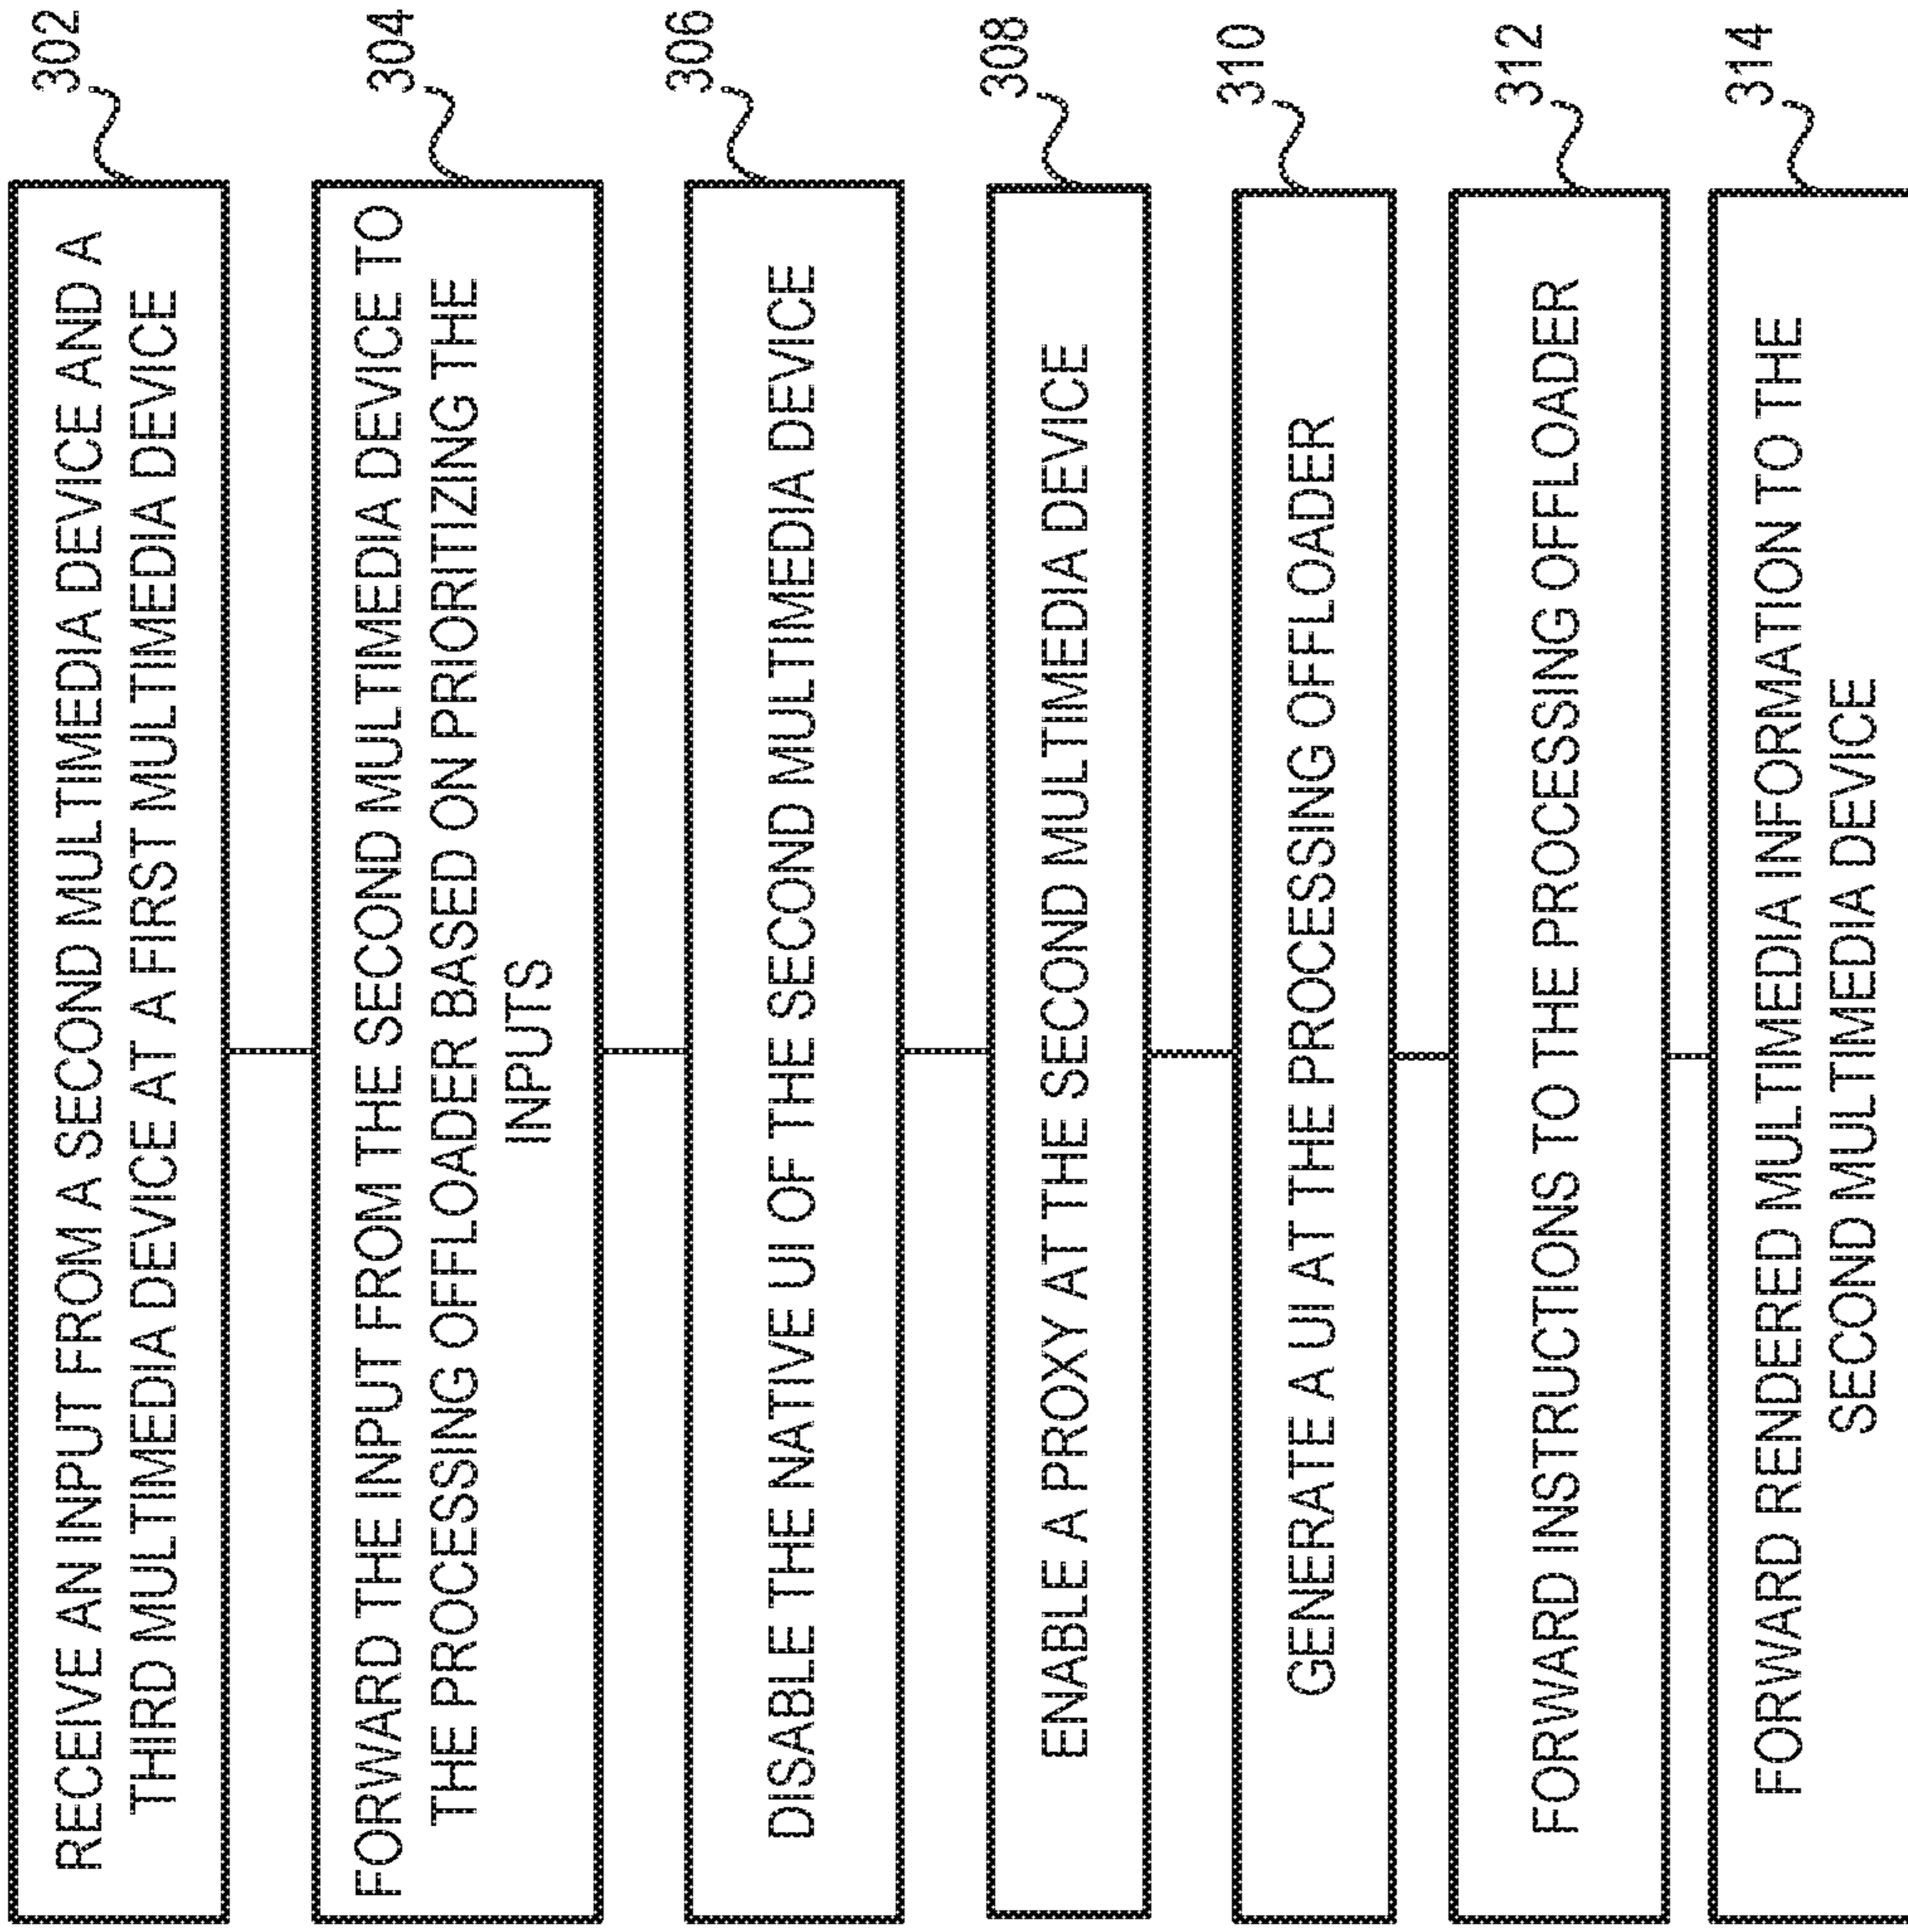 RECEIVE AN INPUT FROM A SECOND MULTIMEDIA DEVICE AND A
THIRD MULTIMEDIA DEVICE AT A FIRST MULTIMEDIA DEVICE
302
FORWARD THE INPUT FROM THE SECOND MULTIMEDIA DEVICE TO
THE PROCESSING OFFLOADER BASED ON PRIORITIZING THE
INPUTS
304
DISABLE THE NATIVE UI OF THE SECOND MULTIMEDIA DEVICE
306
ENABLE A PROXY AT THE SECOND MULTIMEDIA DEVICE
308
GENERATE A UI AT THE PROCESSING OFFLOADER
310
FORWARD INSTRUCTIONS TO THE PROCESSING OFFLOADER
312
FORWARD RENDERED MULTIMEDIA INFORMATION TO THE
SECOND MULTIMEDIA DEVICE
314